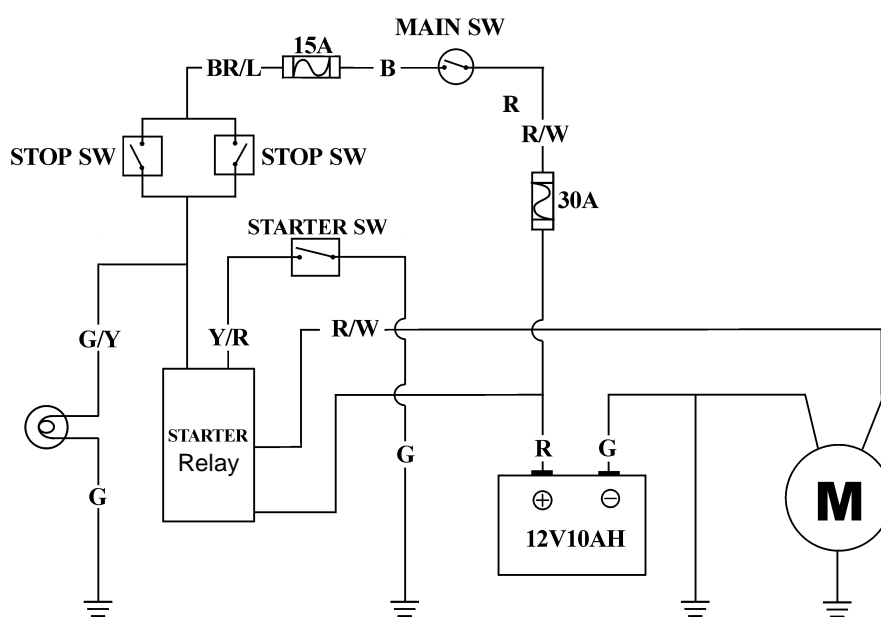 MAIN SW
15A
BR/L
B
R
R/W
STOP SW
STOP SW
30A
STARTER SW
G/Y
Y/R
R/W
STARTER
Relay
G
R
G
G
M
12V10AH